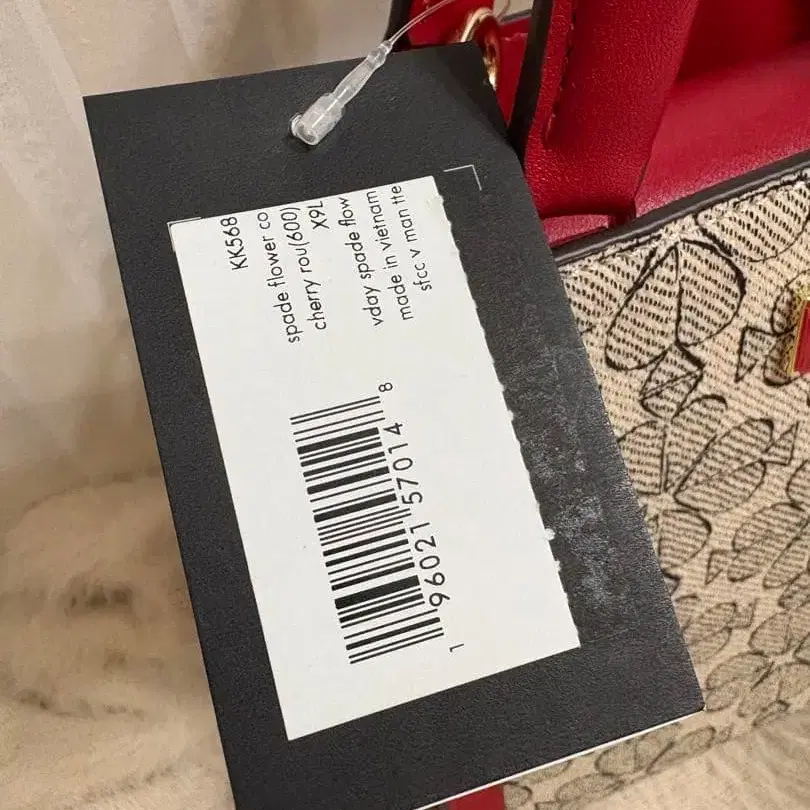 KK568
spade flower co
cherry rou(600)
X9L
vday spade flow
made in vietnam
sfcc v man tte
1 96021 57014 8